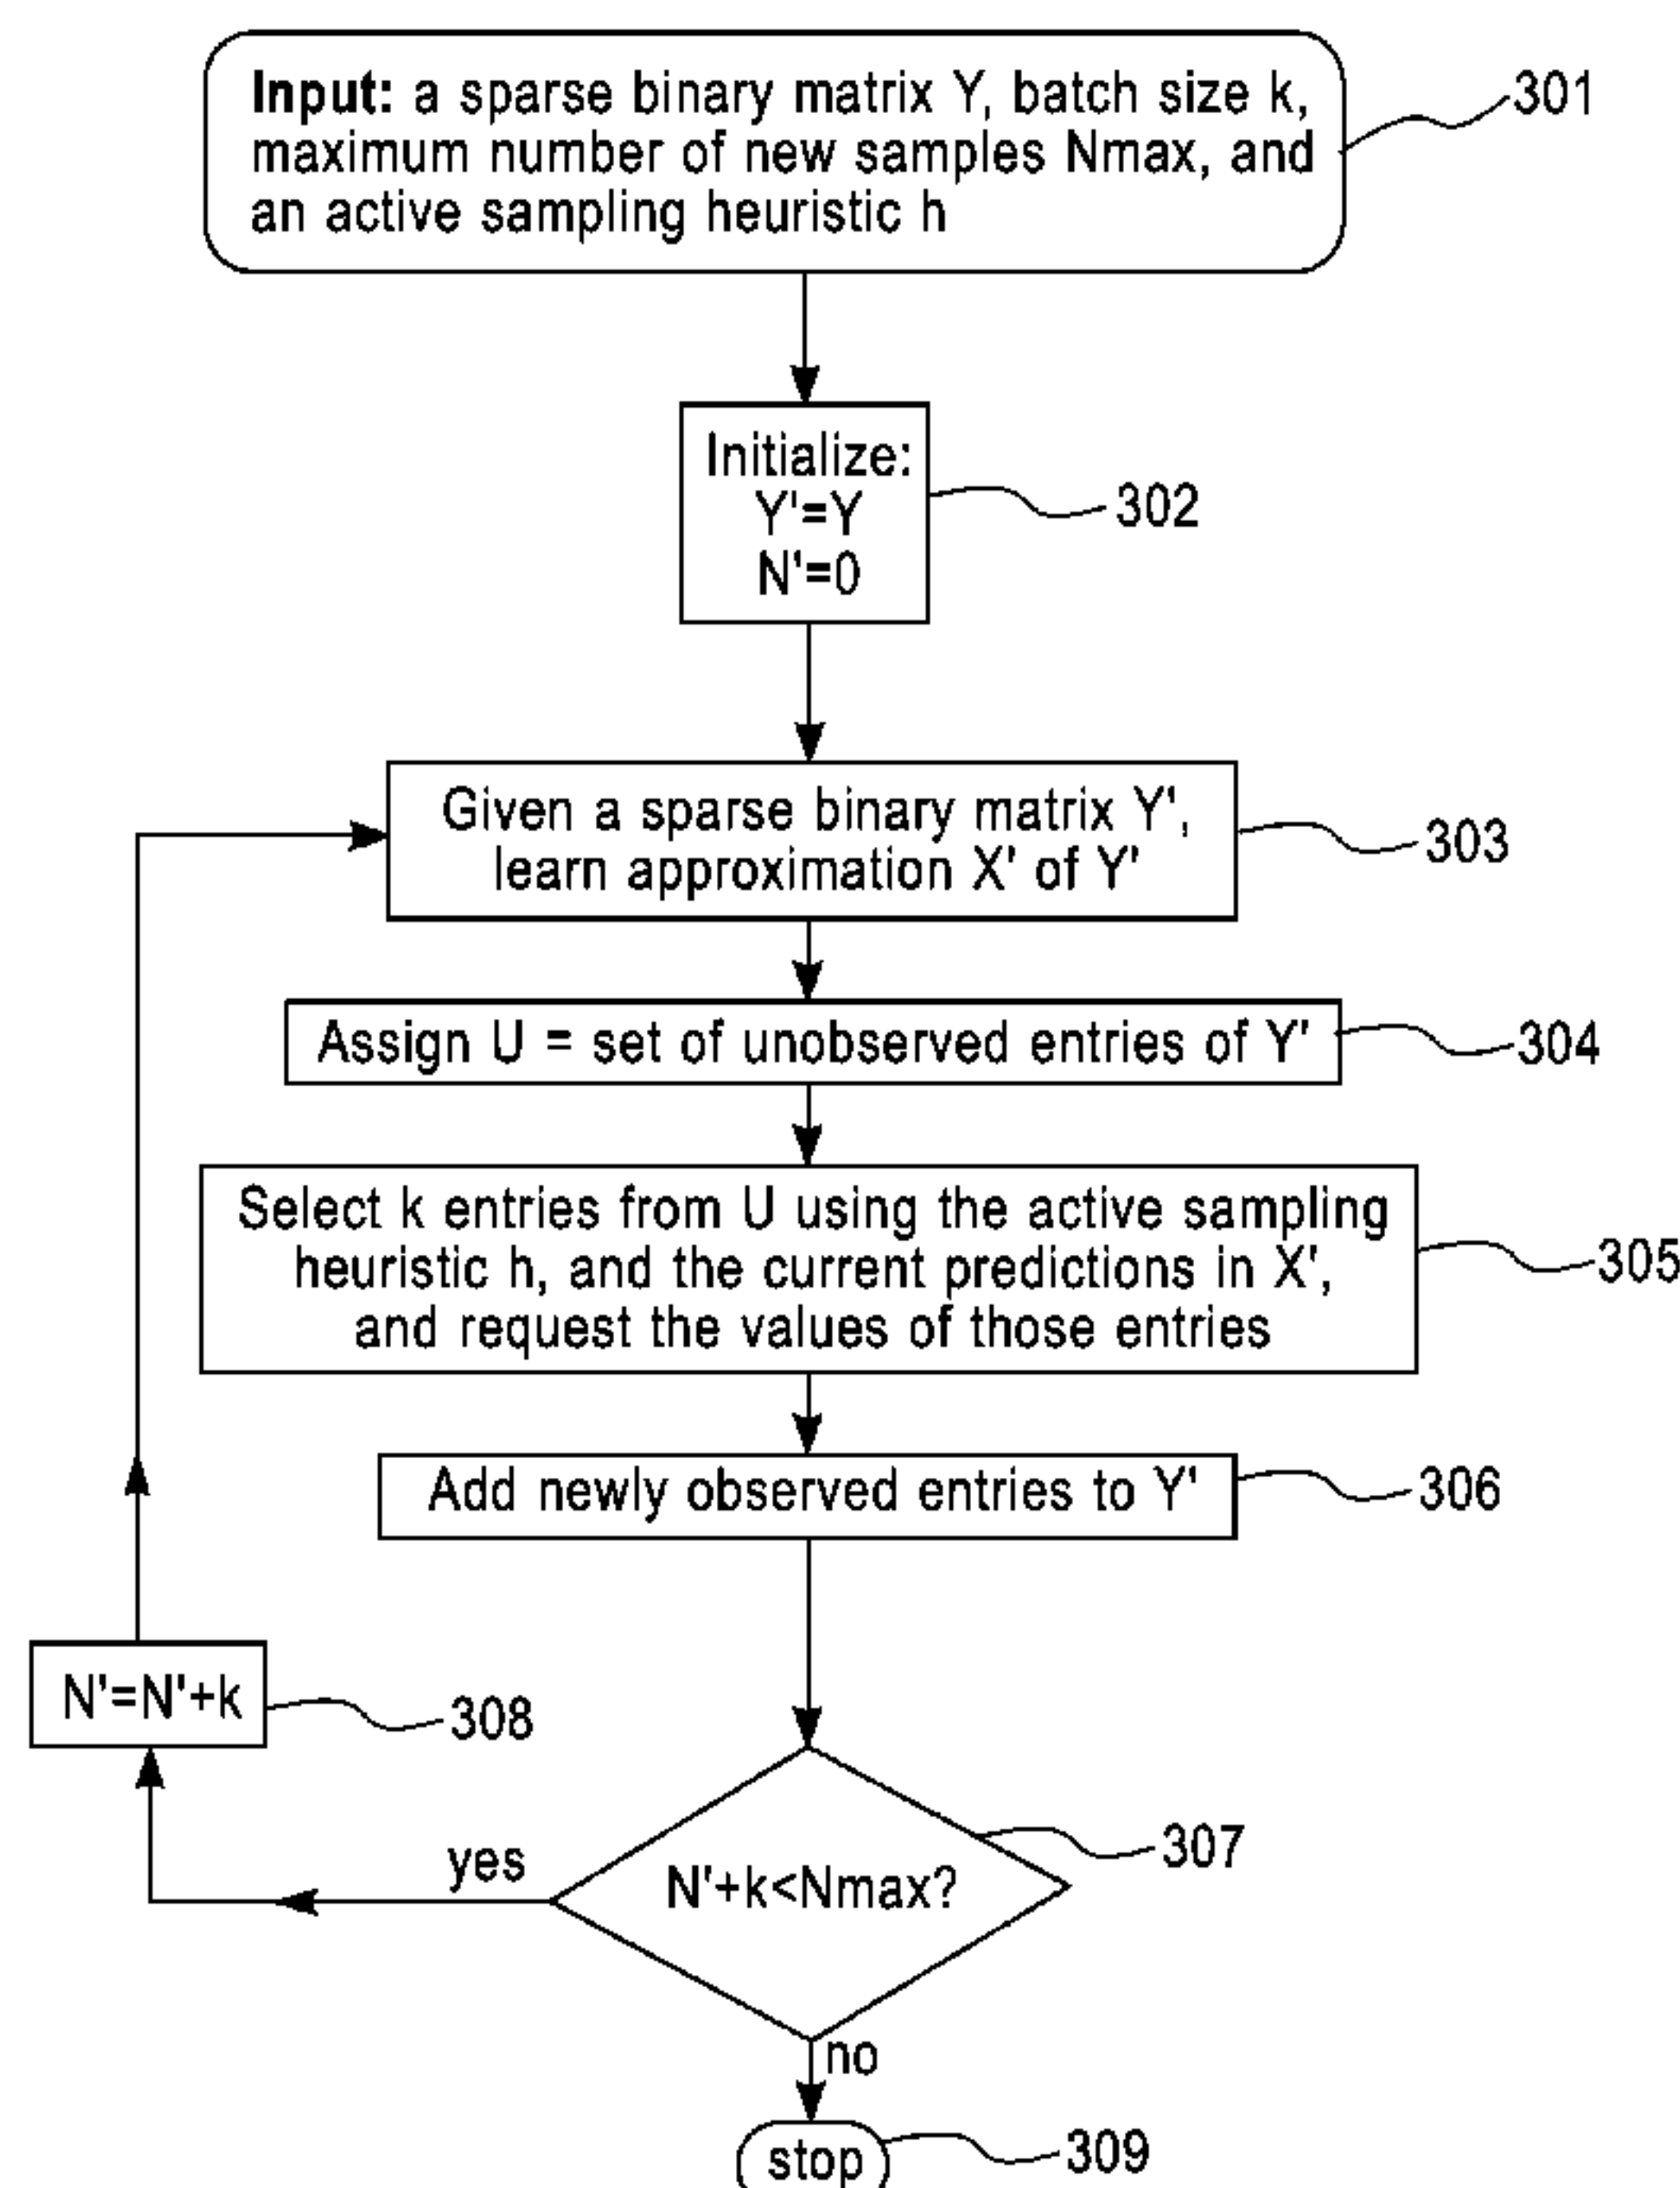 Input: a sparse binary matrix Y, batch size k,
maximum number of new samples Nmax, and
an active sampling heuristic h
301
Initialize:
Y'=Y
N'=0
302
Given a sparse binary matrix Y',
learn approximation X' of Y'
303
Assign U = set of unobserved entries of Y'
304
Select k entries from U using the active sampling
heuristic h, and the current predictions in X',
and request the values of those entries
305
Add newly observed entries to Y'
306
N'=N'+k
308
yes
N'+k<Nmax?
307
no
stop
309